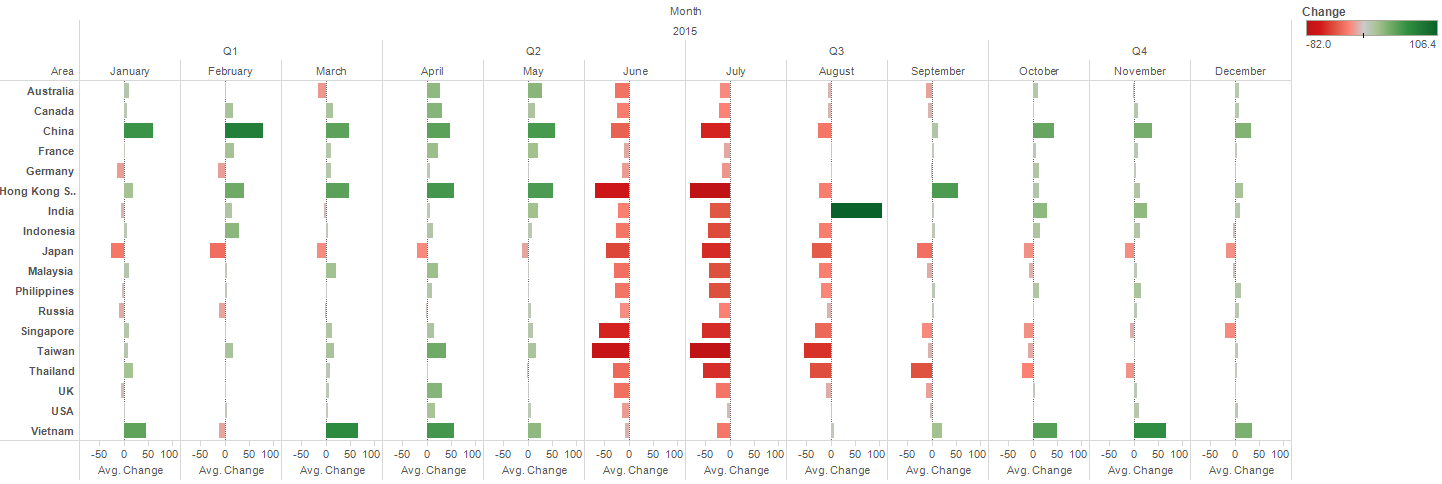 Month
2015
Q1 Q2 Q3 Q4
Area January February March April May June July August September October November December
Australia
Canada
China
France
Germany
Hong Kong S..
India
Indonesia
Japan
Malaysia
Philippines
Russia
Singapore
Taiwan
Thailand
UK
USA
Vietnam
-50 0 50 100 -50 0 50 100 -50 0 50 100 -50 0 50 100 -50 0 50 100 -50 0 50 100 -50 0 50 100 -50 0 50 100 -50 0 50 100 -50 0 50 100 -50 0 50 100 -50 0 50 100
Avg. Change Avg. Change Avg. Change Avg. Change Avg. Change Avg. Change Avg. Change Avg. Change Avg. Change Avg. Change Avg. Change Avg. Change
Change
-82.0 106.4